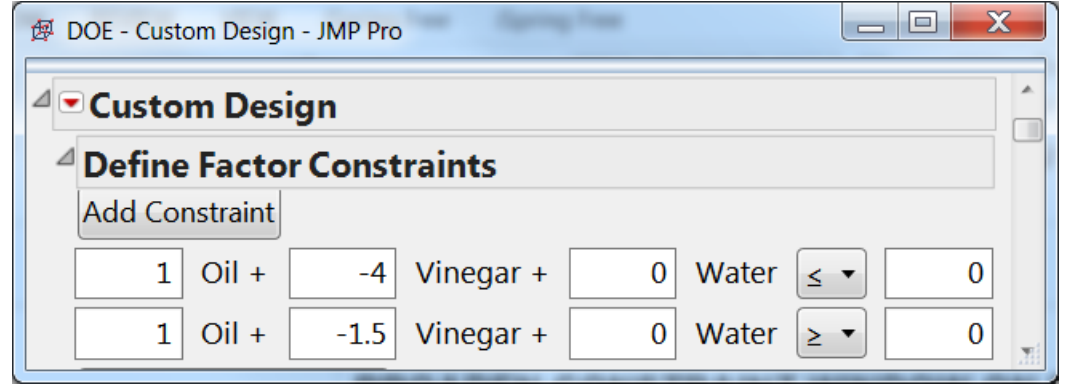 DOE - Custom Design - JMP Pro
Custom Design
Define Factor Constraints
Add Constraint
1 Oil + -4 Vinegar + 0 Water ≤ 0
1 Oil + -1.5 Vinegar + 0 Water ≥ 0